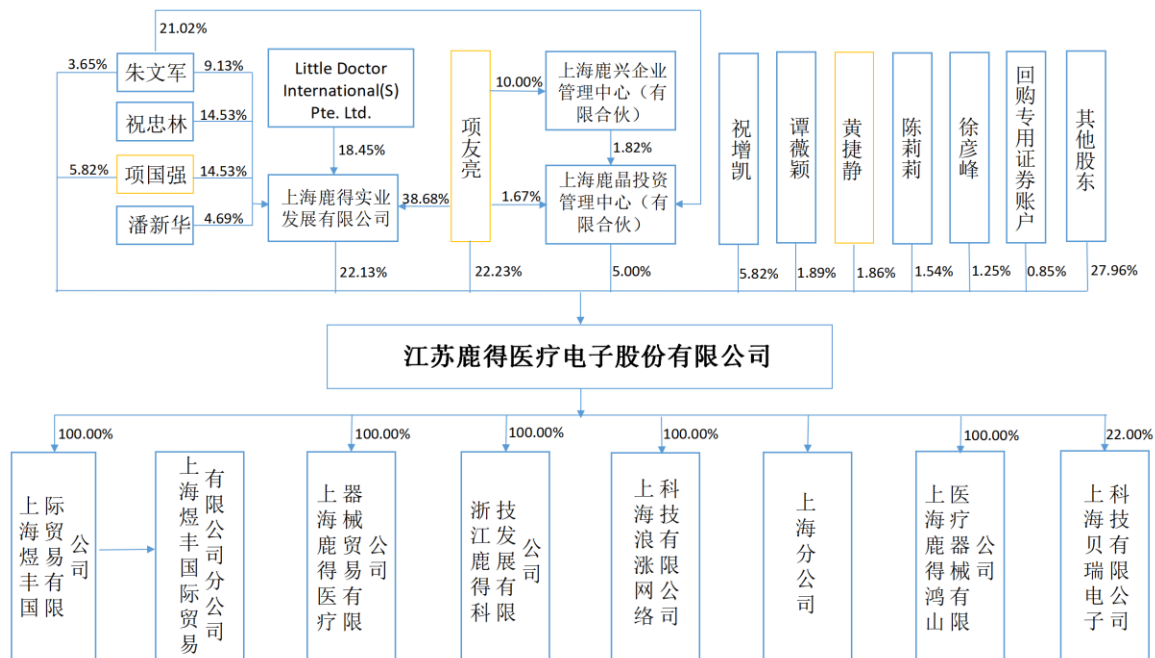 21.02%
3.65%
朱文军
9.13%
祝忠林
14.53%
5.82%
项国强
14.53%
潘新华
4.69%
Little Doctor
International(S)
Pte. Ltd.
18.45%
上海鹿得实业
发展有限公司
38.68%
22.13%
项友亮
22.23%
10.00%
上海鹿兴企业
管理中心（有
限合伙）
1.82%
1.67%
上海鹿晶投资
管理中心（有
限合伙）
5.00%
祝增凯
5.82%
谭薇颖
1.89%
黄捷静
1.86%
陈莉莉
1.54%
徐彦峰
1.25%
回购专用证券账户
0.85%
其他股东
27.96%
江苏鹿得医疗电子股份有限公司
100.00%
上海煜丰国
际贸易有限
公司
上海煜丰国际贸易
有限公司分公司
100.00%
上海鹿得医疗
器械贸易有限
公司
100.00%
浙江鹿得科
技发展有限
公司
100.00%
上海浪涨网络
科技有限公司
上海分公司
100.00%
上海鹿得鸿山
医疗器械有限
公司
22.00%
上海贝瑞电子
科技有限公司